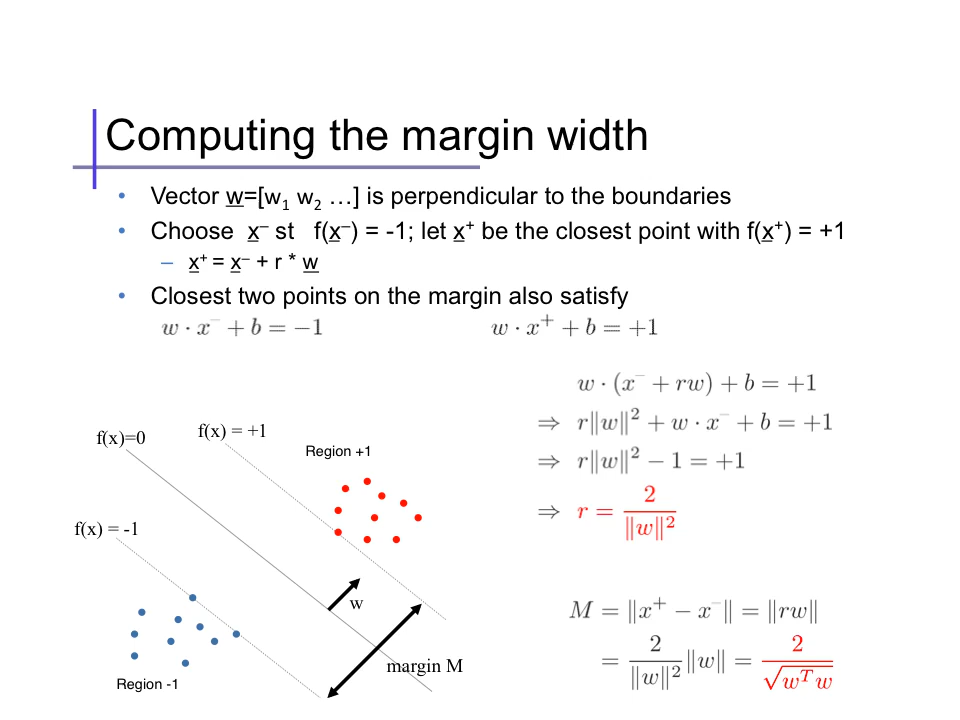 Computing the margin width
• Vector w=[w₁ w₂ …] is perpendicular to the boundaries
• Choose x⁻ st f(x⁻) = -1; let x⁺ be the closest point with f(x⁺) = +1
– x⁺ = x⁻ + r * w
• Closest two points on the margin also satisfy
w · x⁻ + b = −1
w · x⁺ + b = +1
w · (x⁻ + rw) + b = +1
⇒ r‖w‖² + w · x⁻ + b = +1
⇒ r‖w‖² − 1 = +1
⇒ r = 2/‖w‖²
M = ‖x⁺ − x⁻‖ = ‖rw‖
= 2/‖w‖² ‖w‖ = 2/√(wᵀw)
f(x)=0
f(x) = +1
Region +1
f(x) = -1
w
margin M
Region -1